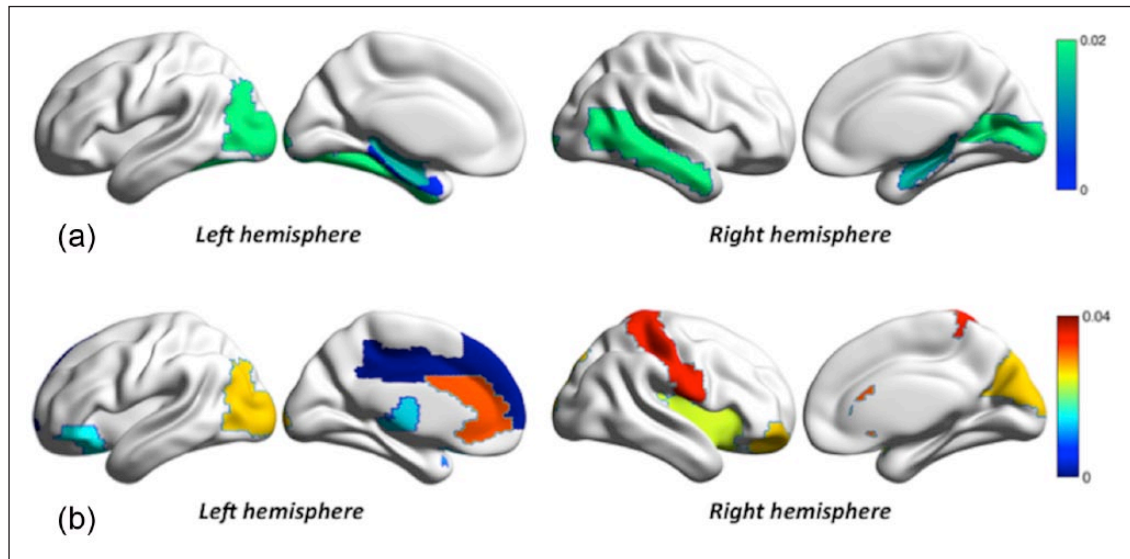 0.02
0
(a)
Left hemisphere
Right hemisphere
0.04
0
(b)
Left hemisphere
Right hemisphere